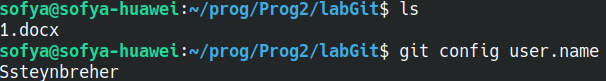 sofya@sofya-huawei:~/prog/Prog2/labGit$ ls
1.docx
sofya@sofya-huawei:~/prog/Prog2/labGit$ git config user.name
Ssteynbreher